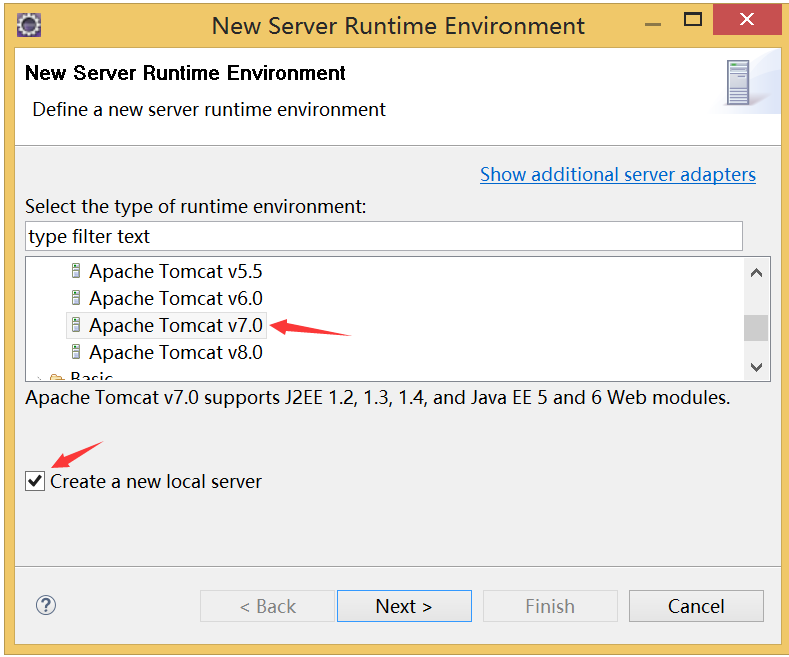 New Server Runtime Environment
New Server Runtime Environment
Define a new server runtime environment
Show additional server adapters
Select the type of runtime environment:
type filter text
Apache Tomcat v5.5
Apache Tomcat v6.0
Apache Tomcat v7.0
Apache Tomcat v8.0
Basic
Apache Tomcat v7.0 supports J2EE 1.2, 1.3, 1.4, and Java EE 5 and 6 Web modules.
Create a new local server
< Back Next > Finish Cancel